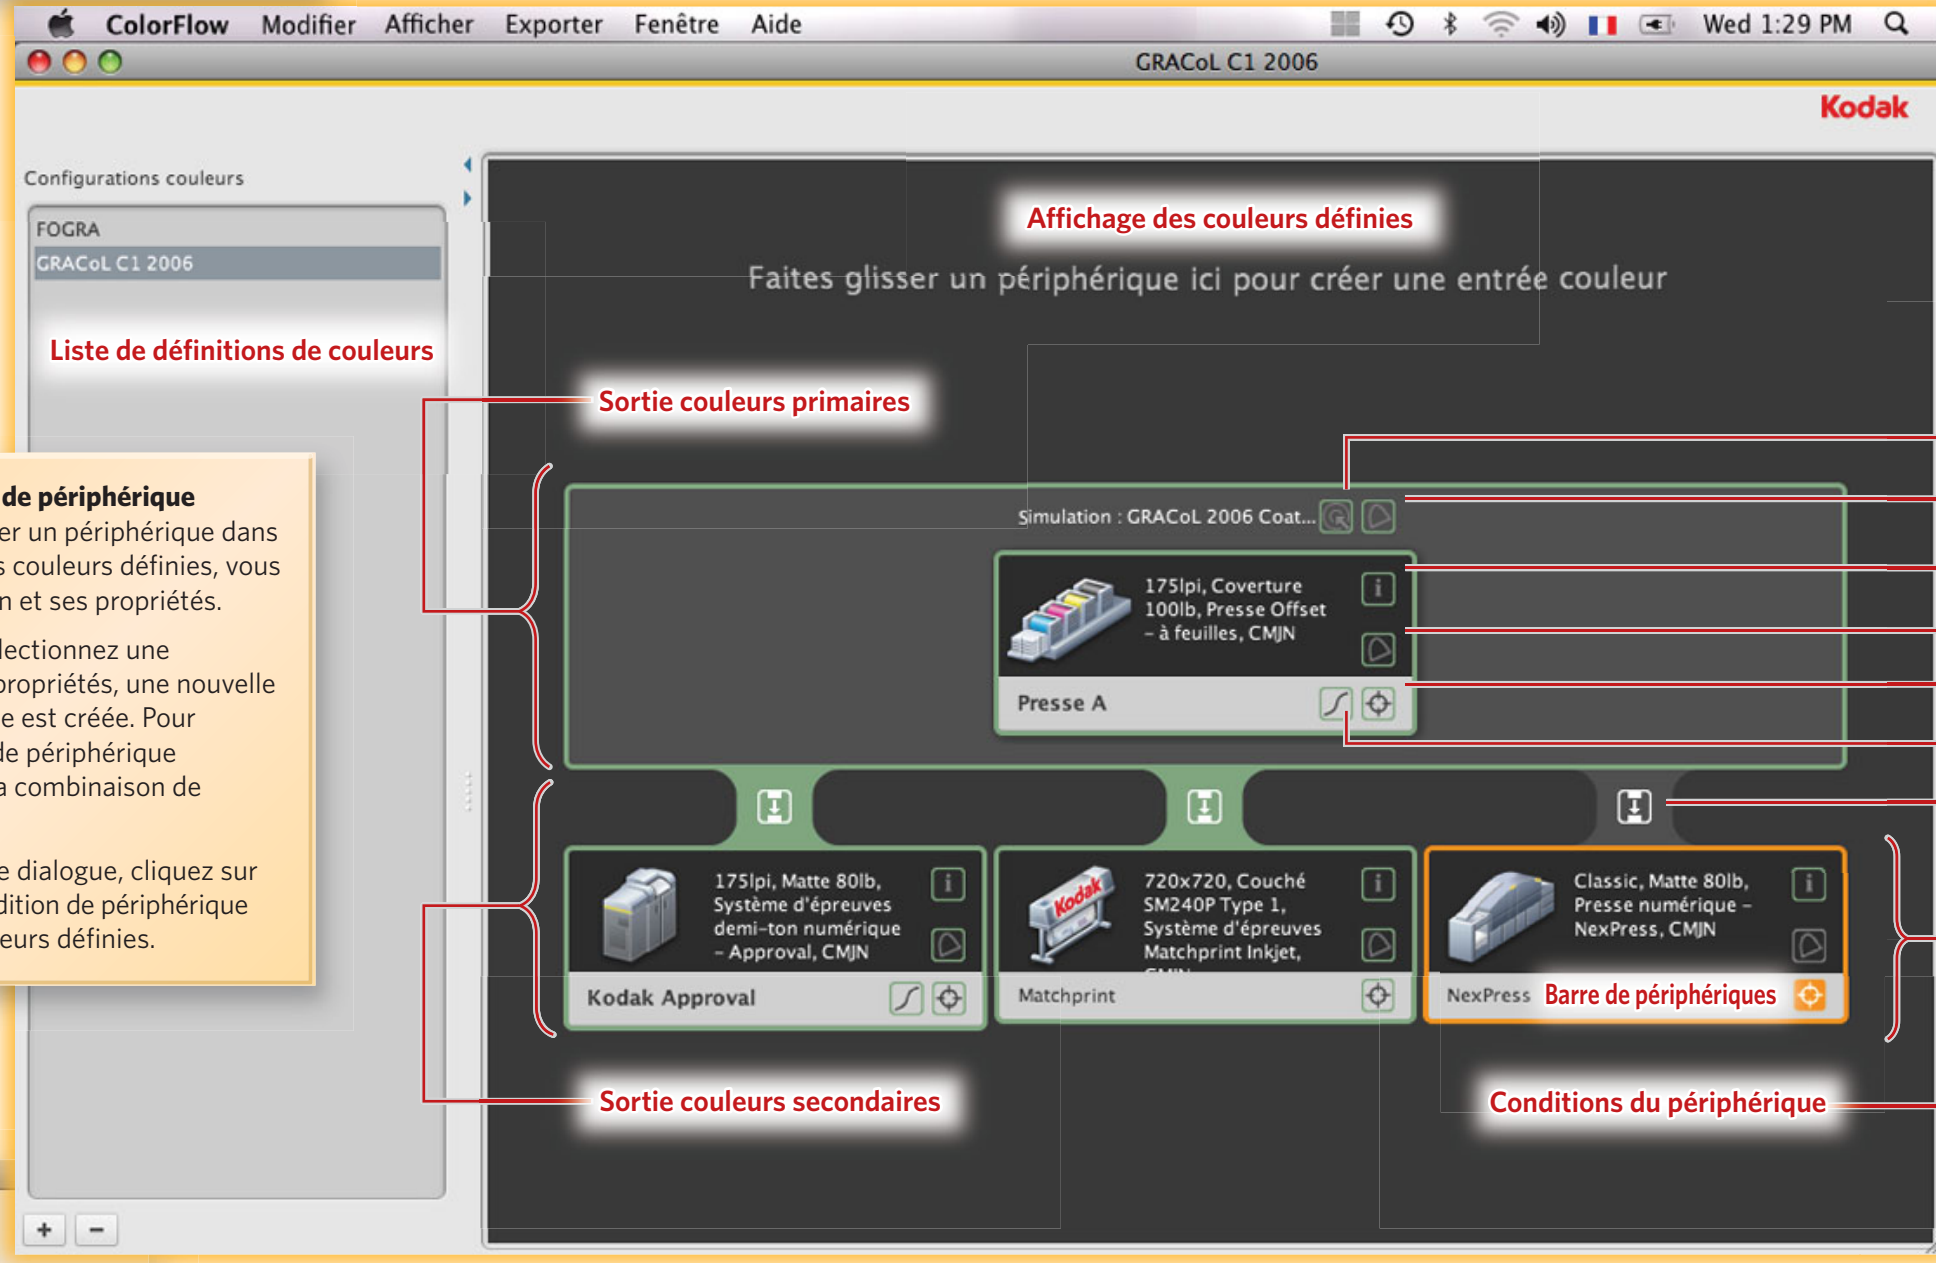 ColorFlow Modifier Afficher Exporter Fenêtre Aide Wed 1:29 PM
GRACoL C1 2006
Kodak
Configurations couleurs
FOGRA
GRACoL C1 2006
Liste de définitions de couleurs
Affichage des couleurs définies
Faites glisser un périphérique ici pour créer une entrée couleur
Sortie couleurs primaires
de périphérique
er un périphérique dans
s couleurs définies, vous
n et ses propriétés.
lectionnez une
propriétés, une nouvelle
e est créée. Pour
de périphérique
a combinaison de
e dialogue, cliquez sur
dition de périphérique
leurs définies.
Simulation : GRACoL 2006 Coat...
175lpi, Coverture
100lb, Presse Offset
– à feuilles, CMJN
Presse A
175lpi, Matte 80lb,
Système d'épreuves
demi-ton numérique
– Approval, CMJN
Kodak Approval
Kodak
720x720, Couché
SM240P Type 1,
Système d'épreuves
Matchprint Inkjet,
Matchprint
Classic, Matte 80lb,
Presse numérique –
NexPress, CMJN
NexPress
Barre de périphériques
Sortie couleurs secondaires
Conditions du périphérique